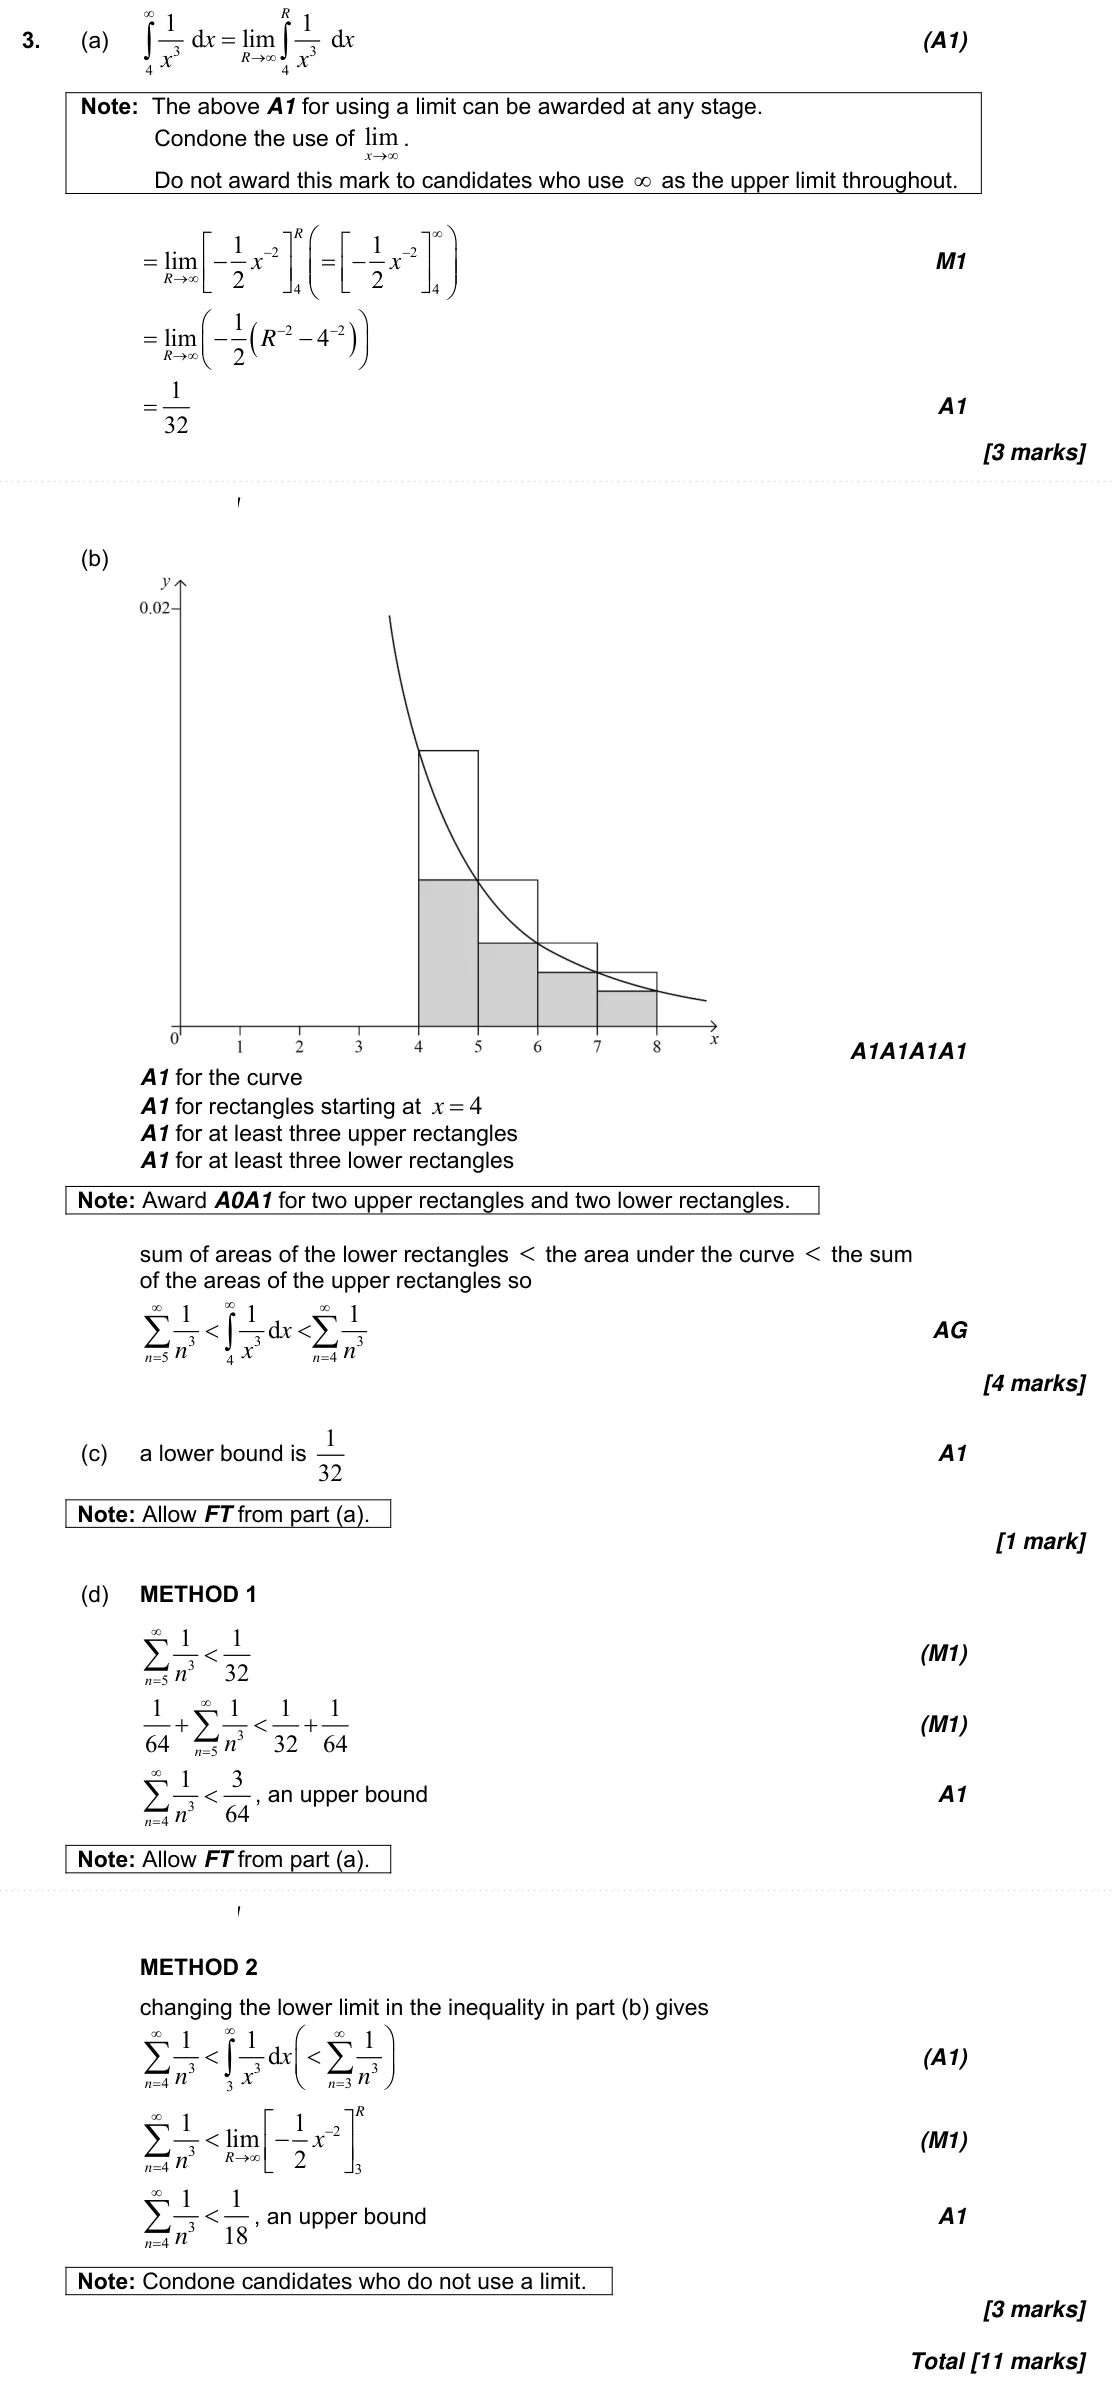 3. (a) ∫₄^∞ 1/x³ dx = lim_{R→∞} ∫₄^R 1/x³ dx (A1)
Note: The above A1 for using a limit can be awarded at any stage.
Condone the use of lim_{x→∞}.
Do not award this mark to candidates who use ∞ as the upper limit throughout.
= lim_{R→∞} [−1/2 x⁻²]₄^R (= [−1/2 x⁻²]₄^∞) M1
= lim_{R→∞} (−1/2 (R⁻² − 4⁻²))
= 1/32 A1
[3 marks]
(b)
y
0.02
0 1 2 3 4 5 6 7 8 x
A1A1A1A1
A1 for the curve
A1 for rectangles starting at x = 4
A1 for at least three upper rectangles
A1 for at least three lower rectangles
Note: Award A0A1 for two upper rectangles and two lower rectangles.
sum of areas of the lower rectangles < the area under the curve < the sum
of the areas of the upper rectangles so
∑_{n=5}^∞ 1/n³ < ∫₄^∞ 1/x³ dx < ∑_{n=4}^∞ 1/n³ AG
[4 marks]
(c) a lower bound is 1/32 A1
Note: Allow FT from part (a).
[1 mark]
(d) METHOD 1
∑_{n=5}^∞ 1/n³ < 1/32 (M1)
1/64 + ∑_{n=5}^∞ 1/n³ < 1/32 + 1/64 (M1)
∑_{n=4}^∞ 1/n³ < 3/64, an upper bound A1
Note: Allow FT from part (a).
METHOD 2
changing the lower limit in the inequality in part (b) gives
∑_{n=4}^∞ 1/n³ < ∫₃^∞ 1/x³ dx (< ∑_{n=3}^∞ 1/n³) (A1)
∑_{n=4}^∞ 1/n³ < lim_{R→∞} [−1/2 x⁻²]₃^R (M1)
∑_{n=4}^∞ 1/n³ < 1/18, an upper bound A1
Note: Condone candidates who do not use a limit.
[3 marks]
Total [11 marks]